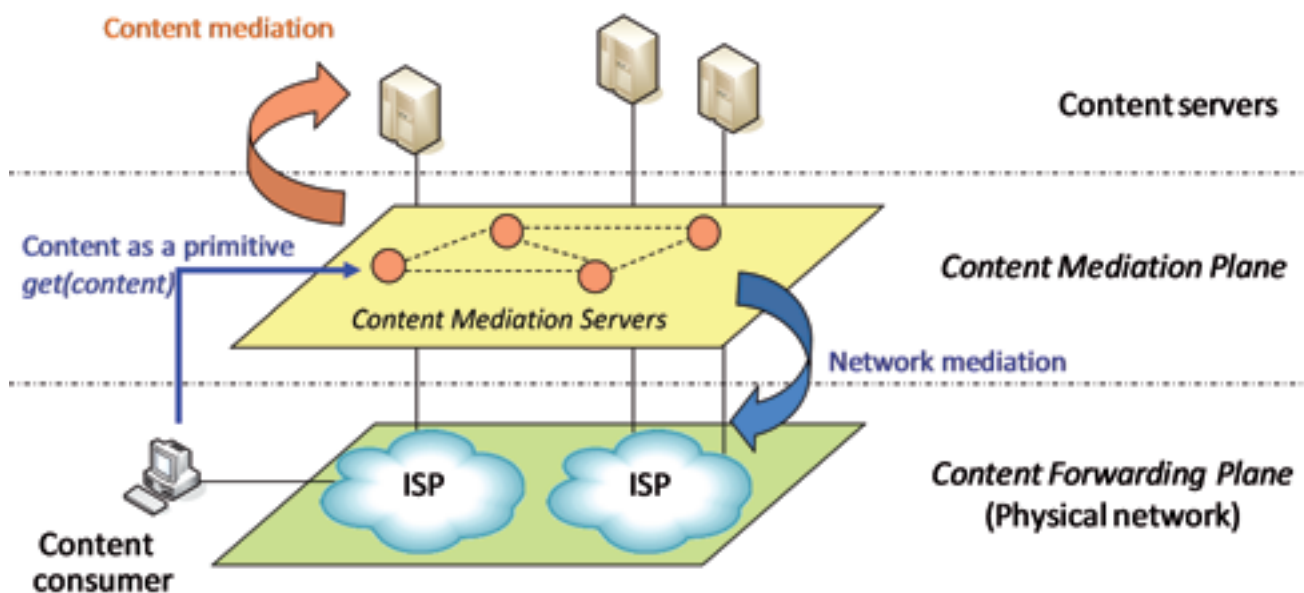 Content mediation
Content servers
Content as a primitive
get(content)
Content Mediation Plane
Content Mediation Servers
Network mediation
ISP
ISP
Content Forwarding Plane
(Physical network)
Content
consumer